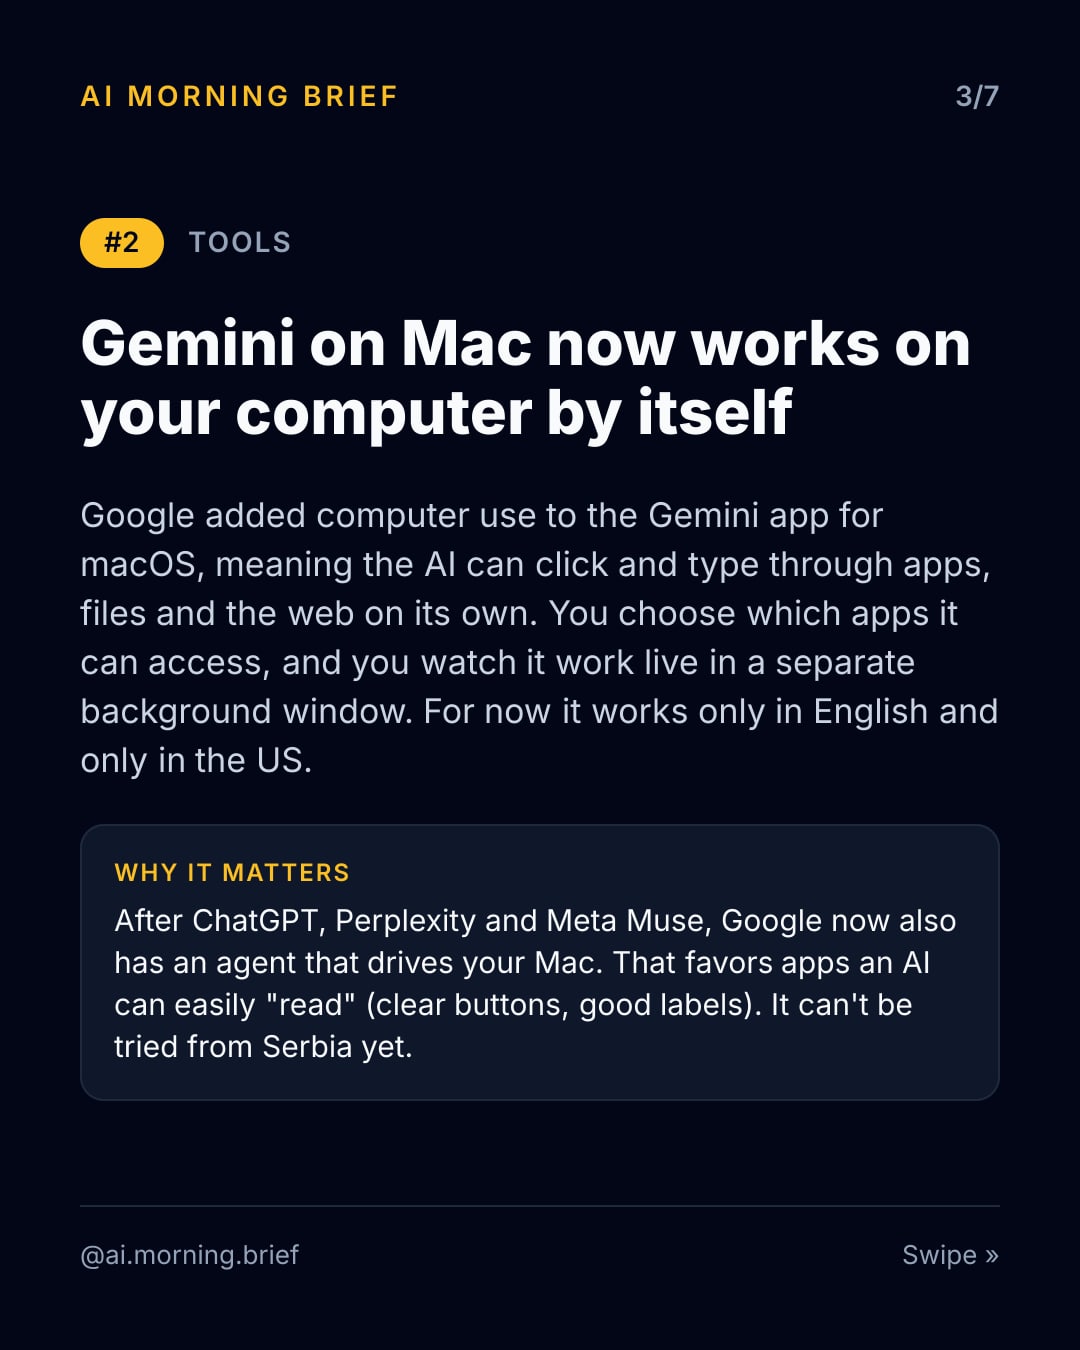 AI MORNING BRIEF
3/7
#2
TOOLS
Gemini on Mac now works on
your computer by itself
Google added computer use to the Gemini app for
macOS, meaning the AI can click and type through apps,
files and the web on its own. You choose which apps it
can access, and you watch it work live in a separate
background window. For now it works only in English and
only in the US.
WHY IT MATTERS
After ChatGPT, Perplexity and Meta Muse, Google now also
has an agent that drives your Mac. That favors apps an AI
can easily "read" (clear buttons, good labels). It can't be
tried from Serbia yet.
@ai.morning.brief
Swipe »